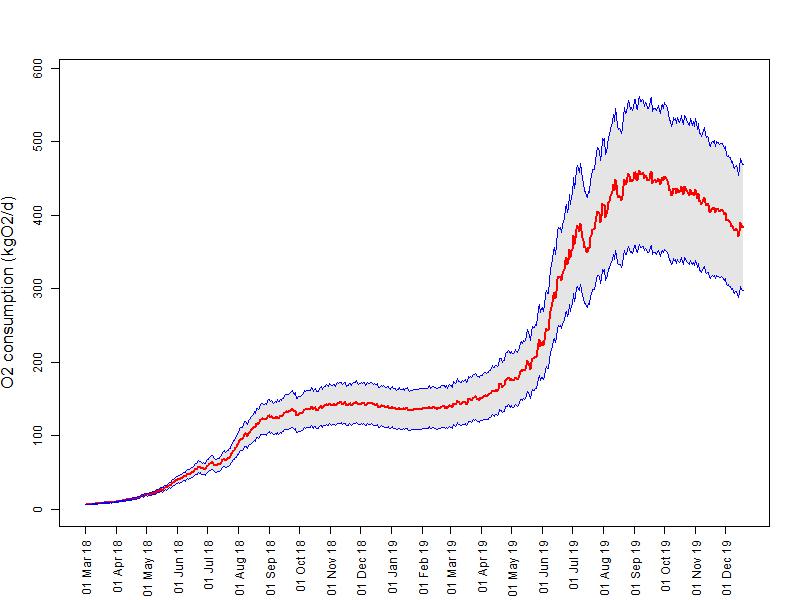 O2 consumption (kgO2/d)
600
500
400
300
200
100
0
01 Mar 18
01 Apr 18
01 May 18
01 Jun 18
01 Jul 18
01 Aug 18
01 Sep 18
01 Oct 18
01 Nov 18
01 Dec 18
01 Jan 19
01 Feb 19
01 Mar 19
01 Apr 19
01 May 19
01 Jun 19
01 Jul 19
01 Aug 19
01 Sep 19
01 Oct 19
01 Nov 19
01 Dec 19